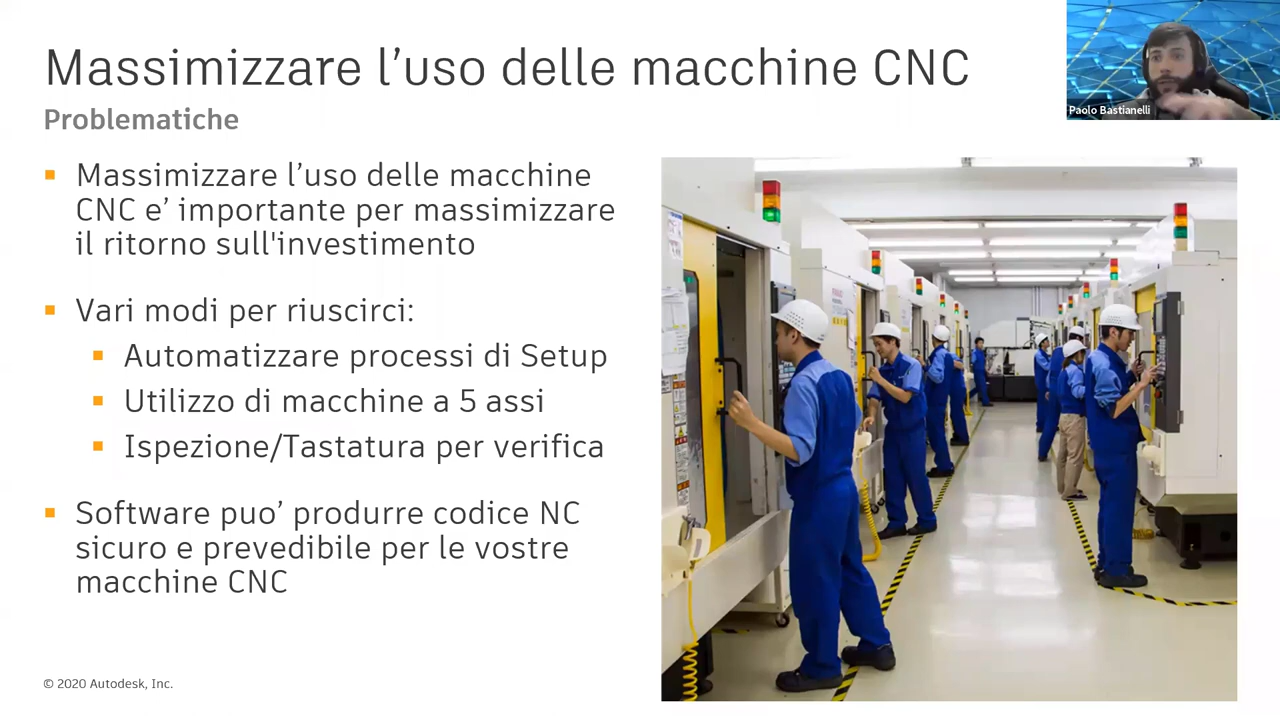 Massimizzare l’uso delle macchine CNC
Paolo Bastianelli
Problematiche
Massimizzare l’uso delle macchine
CNC e’ importante per massimizzare
il ritorno sull'investimento
Vari modi per riuscirci:
Automatizzare processi di Setup
Utilizzo di macchine a 5 assi
Ispezione/Tastatura per verifica
Software puo’ produrre codice NC
sicuro e prevedibile per le vostre
macchine CNC
© 2020 Autodesk, Inc.